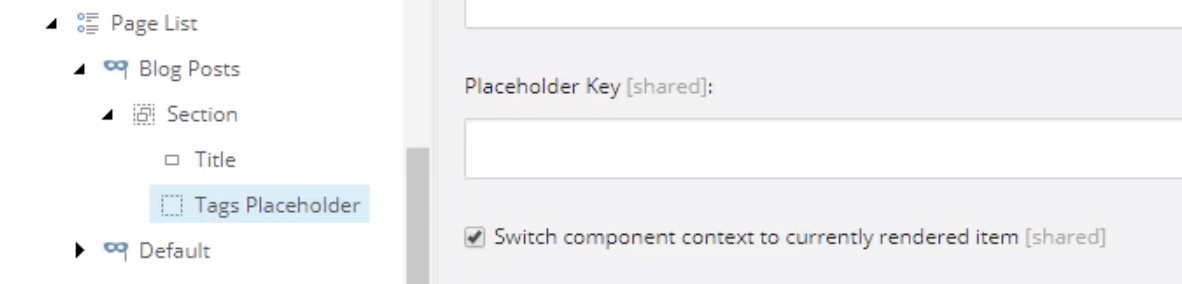 Page List
Blog Posts
Section
Title
Tags Placeholder
Default
Placeholder Key [shared]:
Switch component context to currently rendered item [shared]